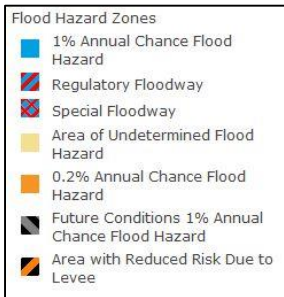 Flood Hazard Zones
1% Annual Chance Flood
Hazard
Regulatory Floodway
Special Floodway
Area of Undetermined Flood
Hazard
0.2% Annual Chance Flood
Hazard
Future Conditions 1% Annual
Chance Flood Hazard
Area with Reduced Risk Due to
Levee